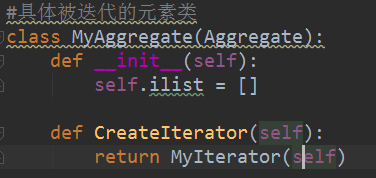 #具体被迭代的元素类
class MyAggregate(Aggregate):
    def __init__(self):
        self.ilist = []

    def CreateIterator(self):
        return MyIterator(self)